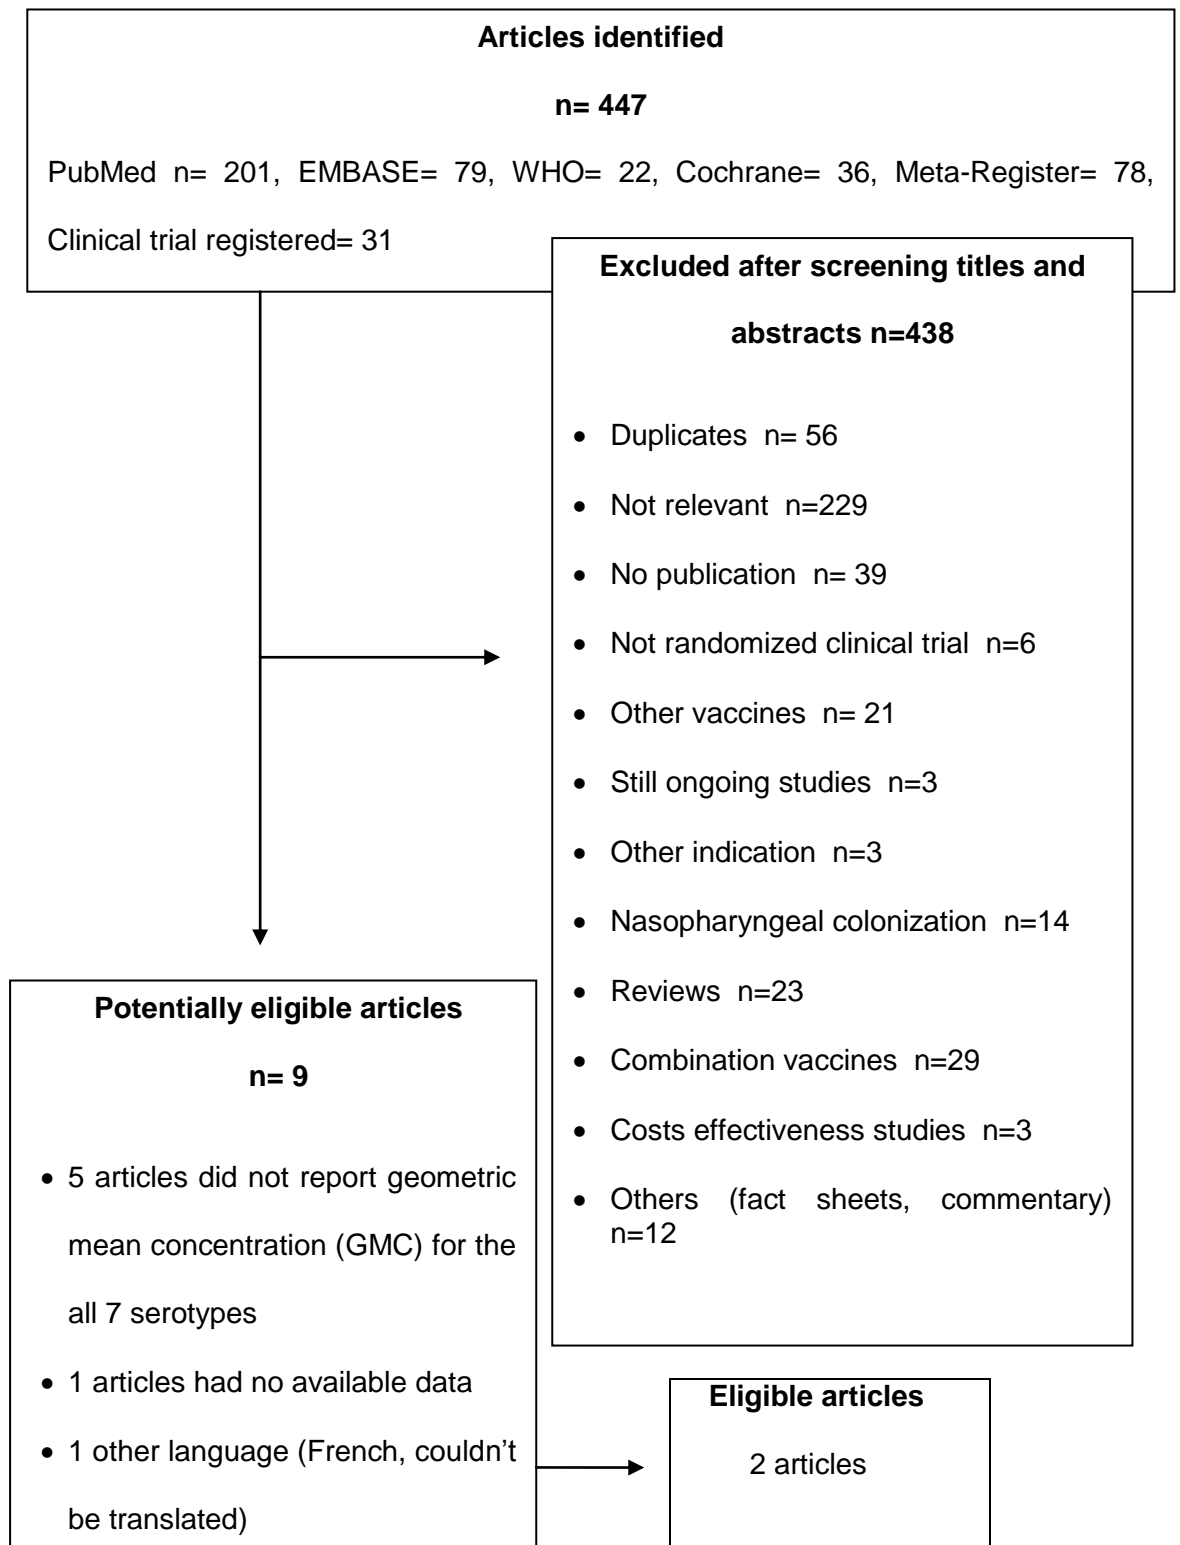 Articles identified
n= 447
PubMed n= 201, EMBASE= 79, WHO= 22, Cochrane= 36, Meta-Register= 78,
Clinical trial registered= 31
Excluded after screening titles and
abstracts n=438
• Duplicates n= 56
• Not relevant n=229
• No publication n= 39
• Not randomized clinical trial n=6
• Other vaccines n= 21
• Still ongoing studies n=3
• Other indication n=3
• Nasopharyngeal colonization n=14
• Reviews n=23
• Combination vaccines n=29
• Costs effectiveness studies n=3
• Others (fact sheets, commentary)
n=12
Potentially eligible articles
n= 9
• 5 articles did not report geometric
mean concentration (GMC) for the
all 7 serotypes
• 1 articles had no available data
• 1 other language (French, couldn’t
be translated)
Eligible articles
2 articles